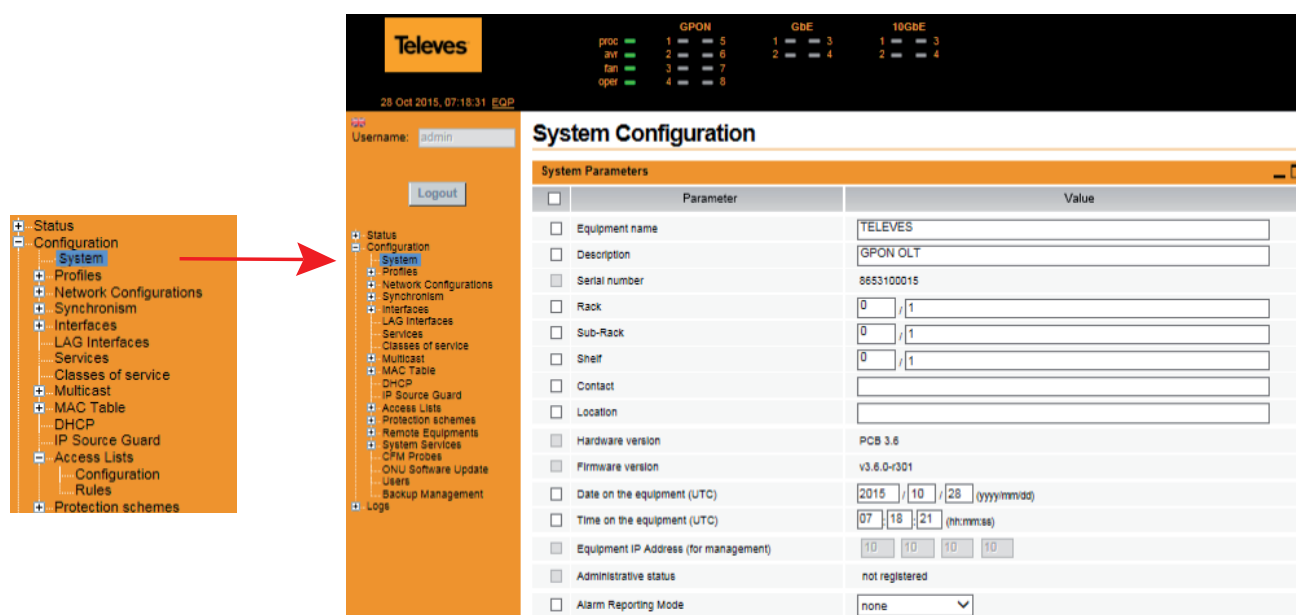 Status
Configuration
System
Profiles
Network Configurations
Synchronism
Interfaces
LAG Interfaces
Services
Classes of service
Multicast
MAC Table
DHCP
IP Source Guard
Access Lists
Configuration
Rules
Protection schemes
Televes
28 Oct 2015, 07:18:31 EQP
GPON GbE 10GbE
proc 1 5 1 3 1 3
avr 2 6 2 4 2 4
fan 3 7
oper 4 8
Username: admin
Logout
Status
Configuration
System
Profiles
Network Configurations
Synchronism
Interfaces
LAG Interfaces
Services
Classes of service
Multicast
MAC Table
DHCP
IP Source Guard
Access Lists
Protection schemes
Remote Equipments
System Services
CFM Probes
ONU Software Update
Users
Backup Management
Logs
System Configuration
System Parameters
Parameter Value
Equipment name TELEVES
Description GPON OLT
Serial number 8653100015
Rack 0 / 1
Sub-Rack 0 / 1
Shelf 0 / 1
Contact
Location
Hardware version PCB 3.6
Firmware version v3.6.0-r301
Date on the equipment (UTC) 2015 / 10 / 28 (yyyy/mm/dd)
Time on the equipment (UTC) 07 : 18 : 21 (hh:mm:ss)
Equipment IP Address (for management) 10 10 10 10
Administrative status not registered
Alarm Reporting Mode none